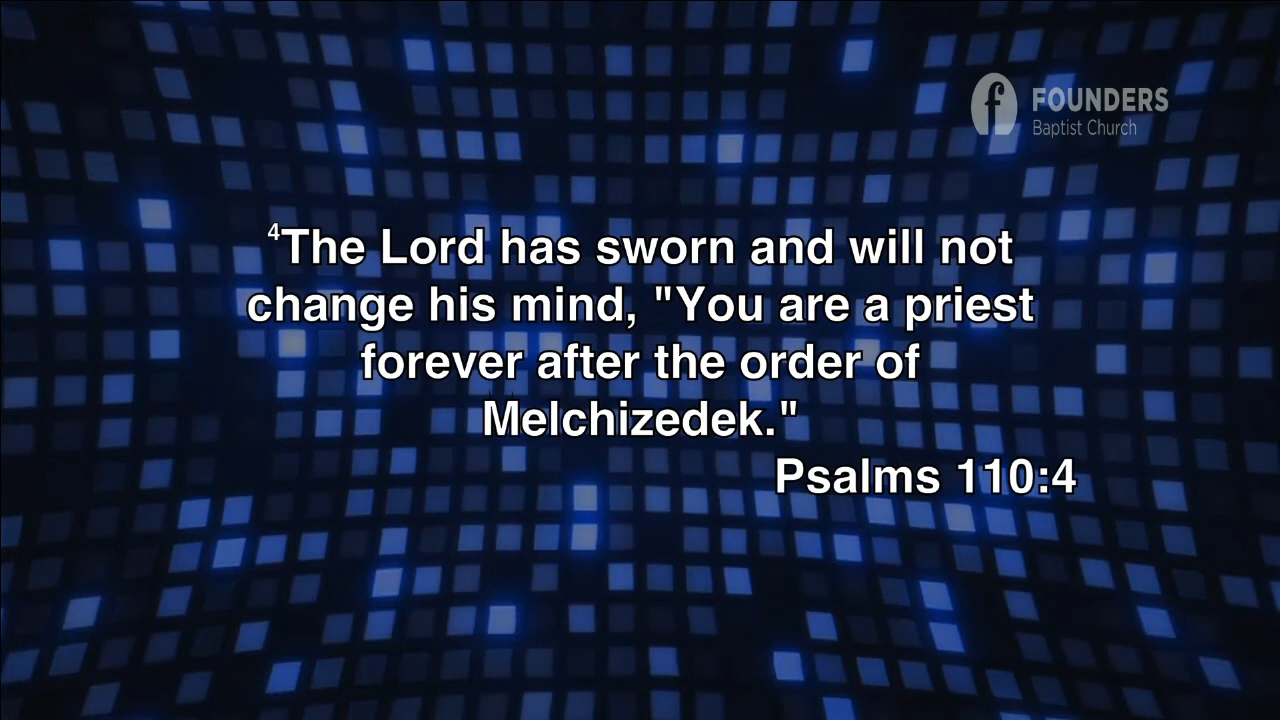 FOUNDERS
Baptist Church
4The Lord has sworn and will not
change his mind, "You are a priest
forever after the order of
Melchizedek."
Psalms 110:4